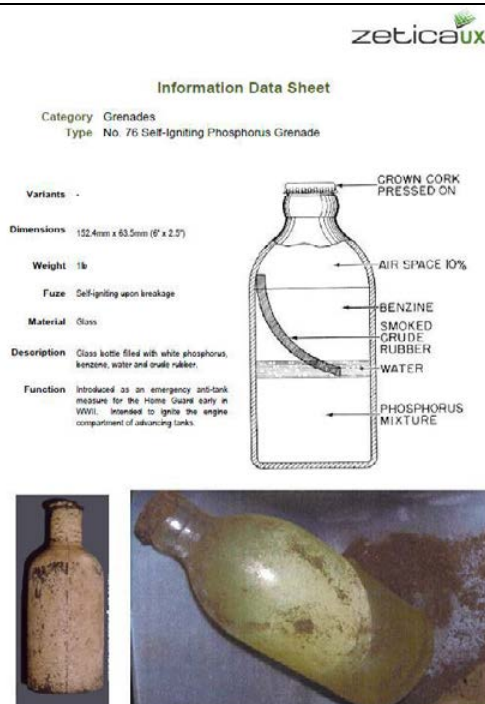 zeticaux
Information Data Sheet
Category Grenades
Type No. 76 Self-Igniting Phosphorus Grenade
Variants -
Dimensions 152.4mm x 63.5mm (6" x 2.5")
Weight 1lb
Fuze Self-igniting upon breakage
Material Glass
Description Glass bottle filled with white phosphorus,
benzene, water and crude rubber.
Function Introduced as an emergency anti-tank
measure for the Home Guard early in
WWII. Intended to ignite the engine
compartment of advancing tanks.
CROWN CORK
PRESSED ON
AIR SPACE 10%
BENZINE
SMOKED
CRUDE
RUBBER
WATER
PHOSPHORUS
MIXTURE